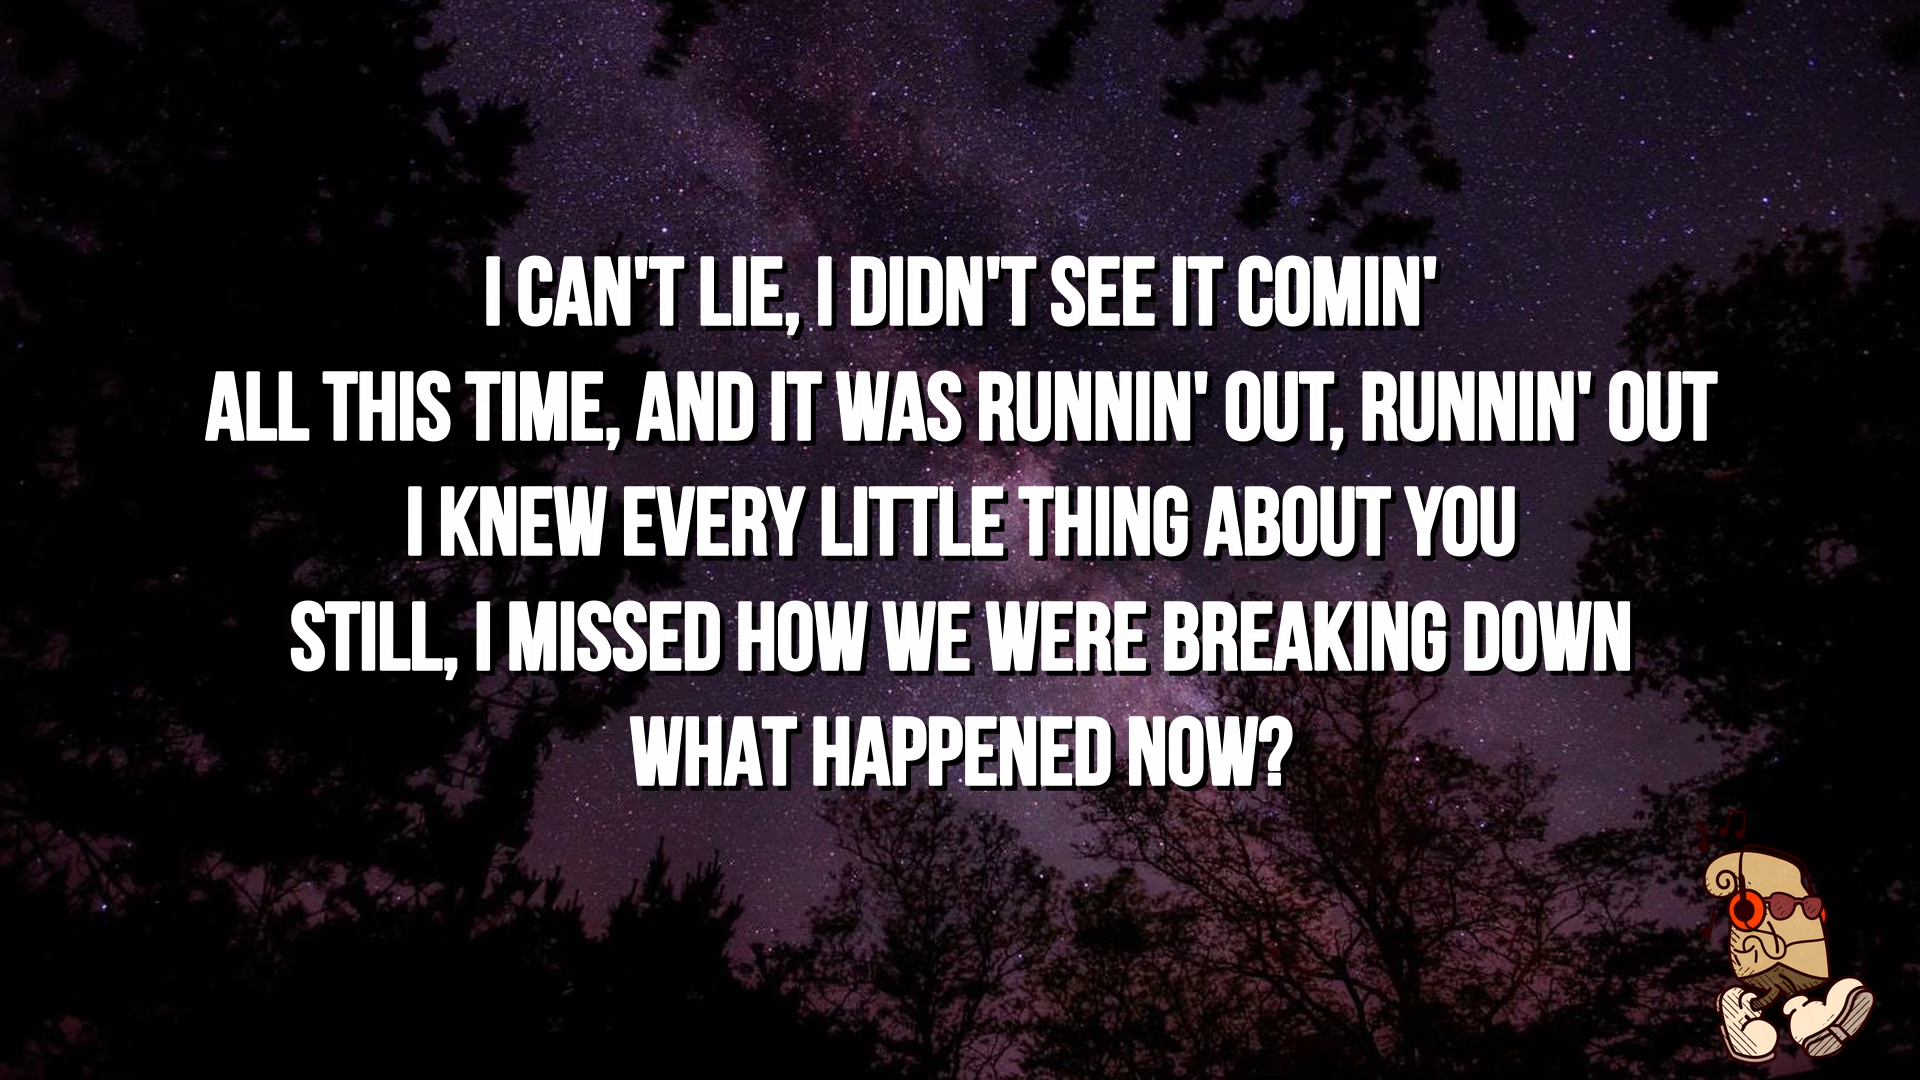 I CAN'T LIE, I DIDN'T SEE IT COMIN'
ALL THIS TIME, AND IT WAS RUNNIN' OUT, RUNNIN' OUT
I KNEW EVERY LITTLE THING ABOUT YOU
STILL, I MISSED HOW WE WERE BREAKING DOWN
WHAT HAPPENED NOW?